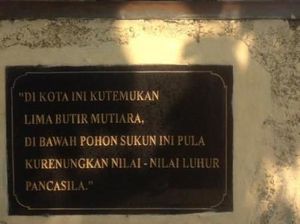 "DI KOTA INI KUTEMUKAN
LIMA BUTIR MUTIARA,
DI BAWAH POHON SUKUN INI PULA
KURENUNGKAN NILAI - NILAI LUHUR
PANCASILA."